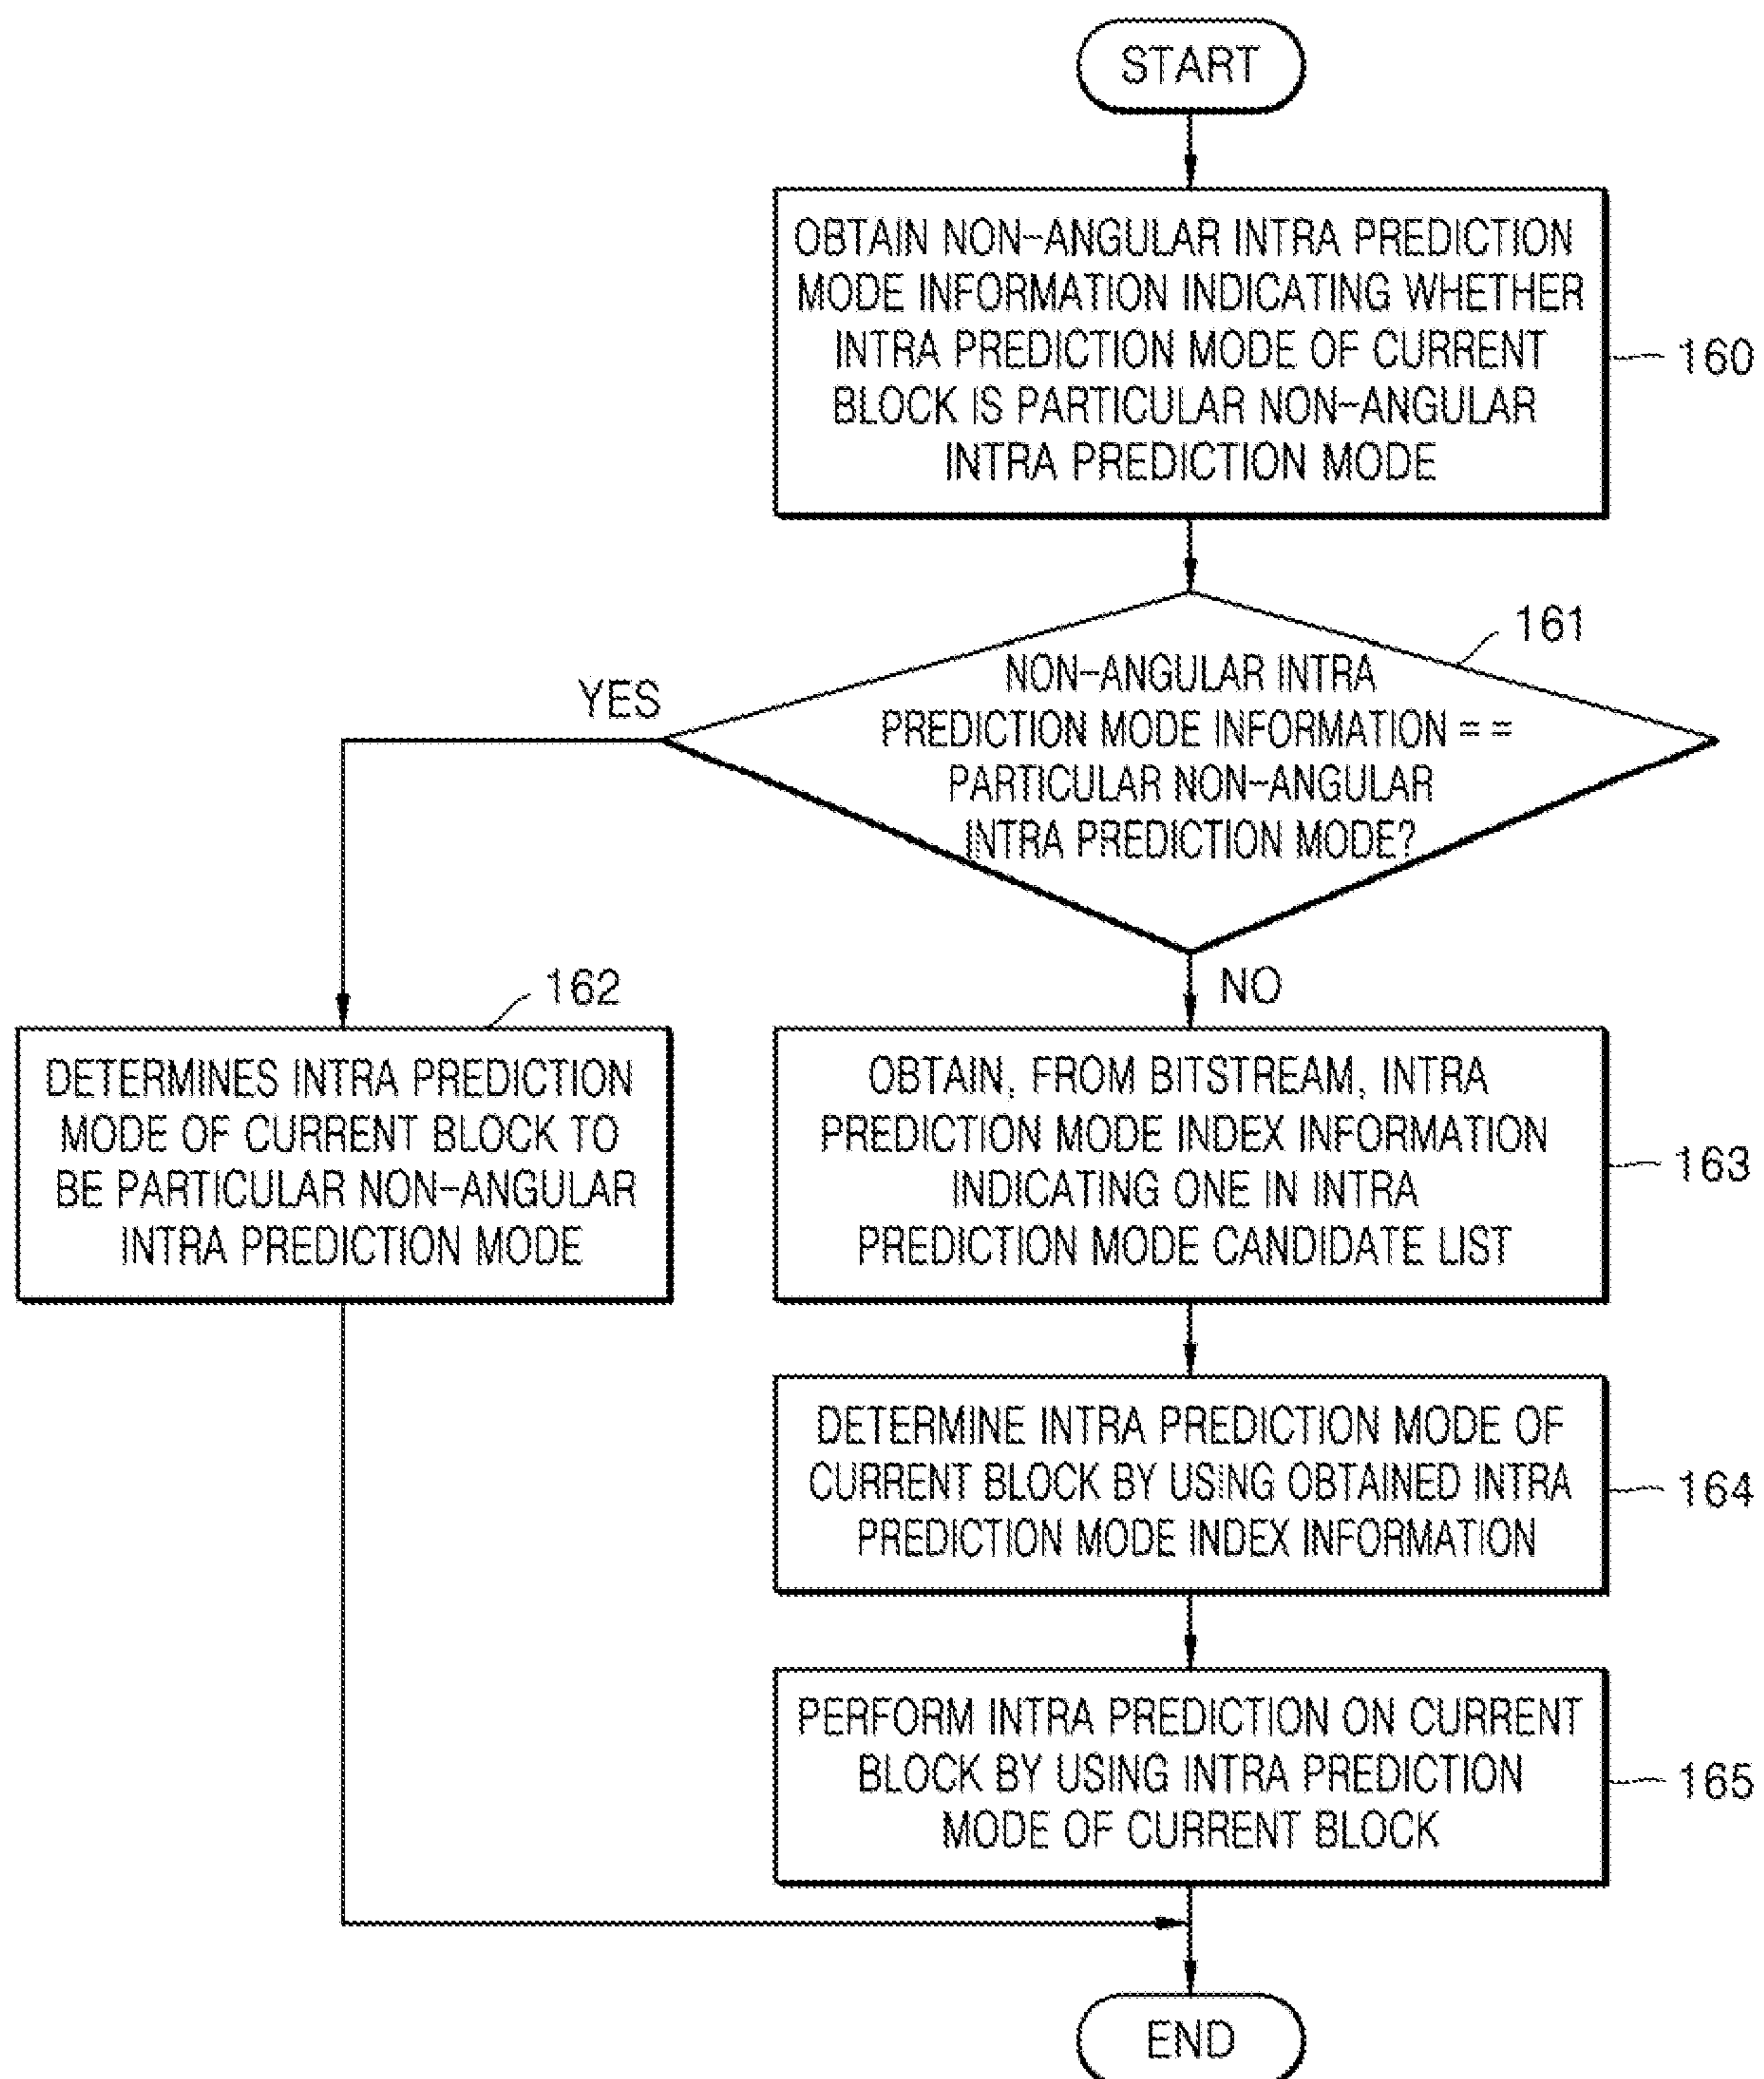 START
OBTAIN NON-ANGULAR INTRA PREDICTION
MODE INFORMATION INDICATING WHETHER
INTRA PREDICTION MODE OF CURRENT
BLOCK IS PARTICULAR NON-ANGULAR
INTRA PREDICTION MODE
160
161
NON-ANGULAR INTRA
PREDICTION MODE INFORMATION = =
PARTICULAR NON-ANGULAR
INTRA PREDICTION MODE?
YES
NO
162
DETERMINES INTRA PREDICTION
MODE OF CURRENT BLOCK TO
BE PARTICULAR NON-ANGULAR
INTRA PREDICTION MODE
OBTAIN, FROM BITSTREAM, INTRA
PREDICTION MODE INDEX INFORMATION
INDICATING ONE IN INTRA
PREDICTION MODE CANDIDATE LIST
163
DETERMINE INTRA PREDICTION MODE OF
CURRENT BLOCK BY USING OBTAINED INTRA
PREDICTION MODE INDEX INFORMATION
164
PERFORM INTRA PREDICTION ON CURRENT
BLOCK BY USING INTRA PREDICTION
MODE OF CURRENT BLOCK
165
END